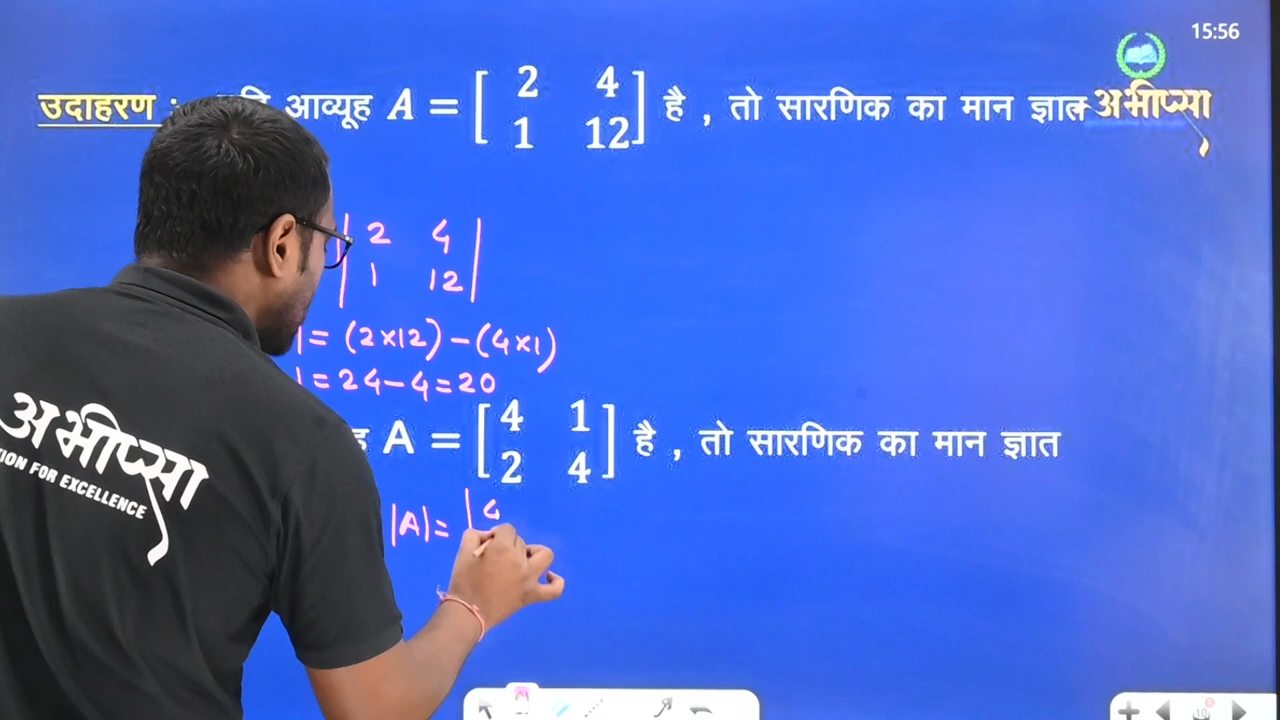 15:56
उदाहरण : आव्यूह A = [ 2 4 1 12 ] है , तो सारणिक का मान ज्ञात
अभीप्सा
| 2 4 |
| 1 12 |
| = (2×12) – (4×1)
| = 24 – 4 = 20
A = [ 4 1 2 4 ] है , तो सारणिक का मान ज्ञात
|A| = | 4
अभीप्सा
FOR EXCELLENCE